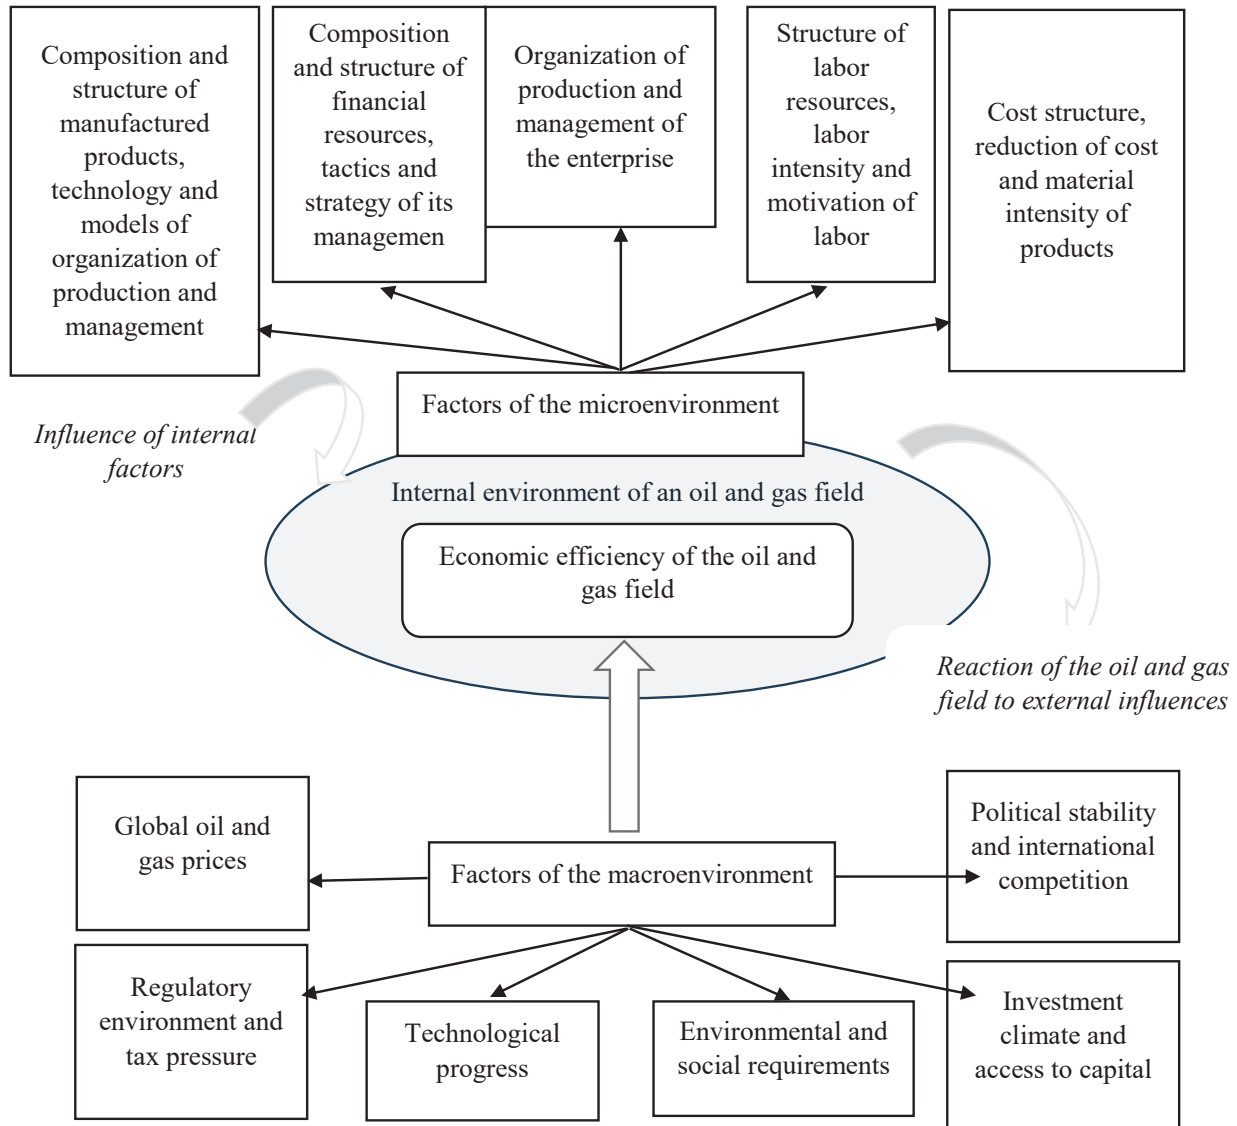 Composition and
structure of
manufactured
products,
technology and
models of
organization of
production and
management
Composition
and structure of
financial
resources,
tactics and
strategy of its
managemen
Organization of
production and
management of
the enterprise
Structure of
labor
resources,
labor
intensity and
motivation of
labor
Cost structure,
reduction of cost
and material
intensity of
products
Factors of the microenvironment
Influence of internal
factors
Internal environment of an oil and gas field
Economic efficiency of the oil and
gas field
Reaction of the oil and gas
field to external influences
Global oil and
gas prices
Factors of the macroenvironment
Political stability
and international
competition
Regulatory
environment and
tax pressure
Technological
progress
Environmental and
social requirements
Investment
climate and
access to capital